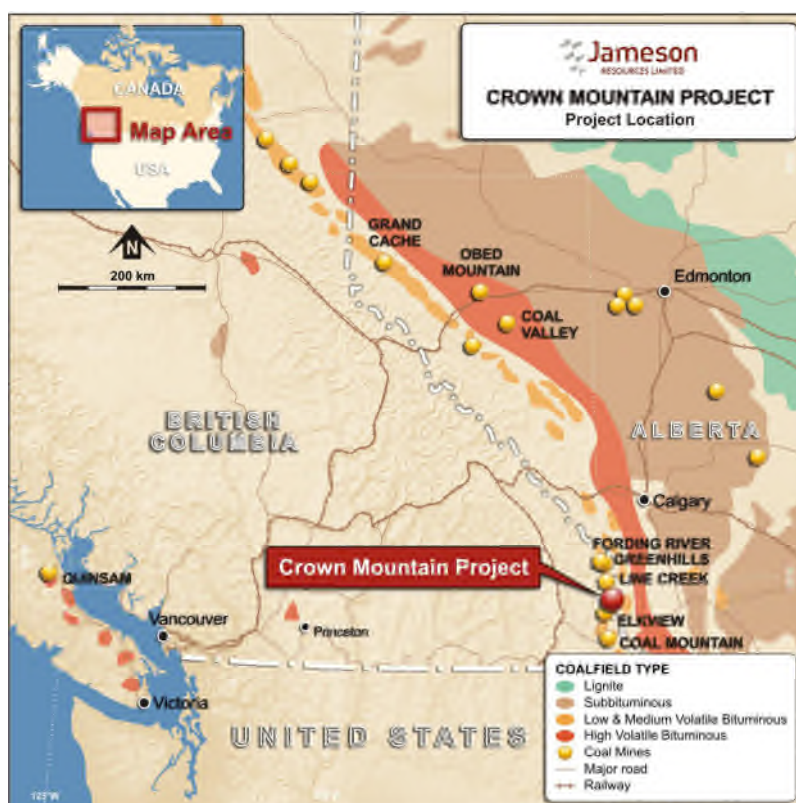 CANADA
Map Area
USA
Jameson
RESOURCES LIMITED
CROWN MOUNTAIN PROJECT
Project Location
N
200 km
GRAND
CACHE
OBED
MOUNTAIN
Edmonton
COAL
VALLEY
BRITISH
COLUMBIA
ALBERTA
Calgary
FORDING RIVER
GREENHILLS
Crown Mountain Project
LINE CREEK
QUINSAM
Vancouver
Princeton
ELKVIEW
COAL MOUNTAIN
Victoria
UNITED STATES
COALFIELD TYPE
Lignite
Subbituminous
Low & Medium Volatile Bituminous
High Volatile Bituminous
Coal Mines
Major road
Railway
125°W